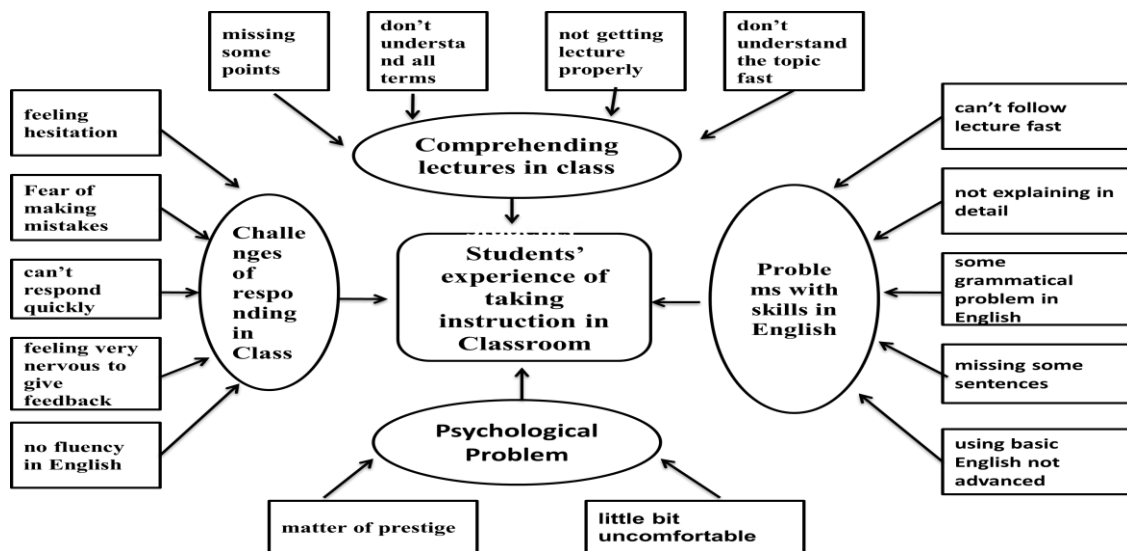 missing
some
points
don't
understa
nd all
terms
not getting
lecture
properly
don't
understand
the topic
fast
feeling
hesitation
Fear of
making
mistakes
can't
respond
quickly
feeling very
nervous to
give
feedback
no fluency
in English
Challe
nges
of
respo
nding
in
Class
Comprehending
lectures in class
Students'
experience of
taking
instruction in
Classroom
Psychological
Problem
matter of prestige
little bit
uncomfortable
Proble
ms with
skills in
English
can't follow
lecture fast
not explaining in
detail
some
grammatical
problem in
English
missing some
sentences
using basic
English not
advanced